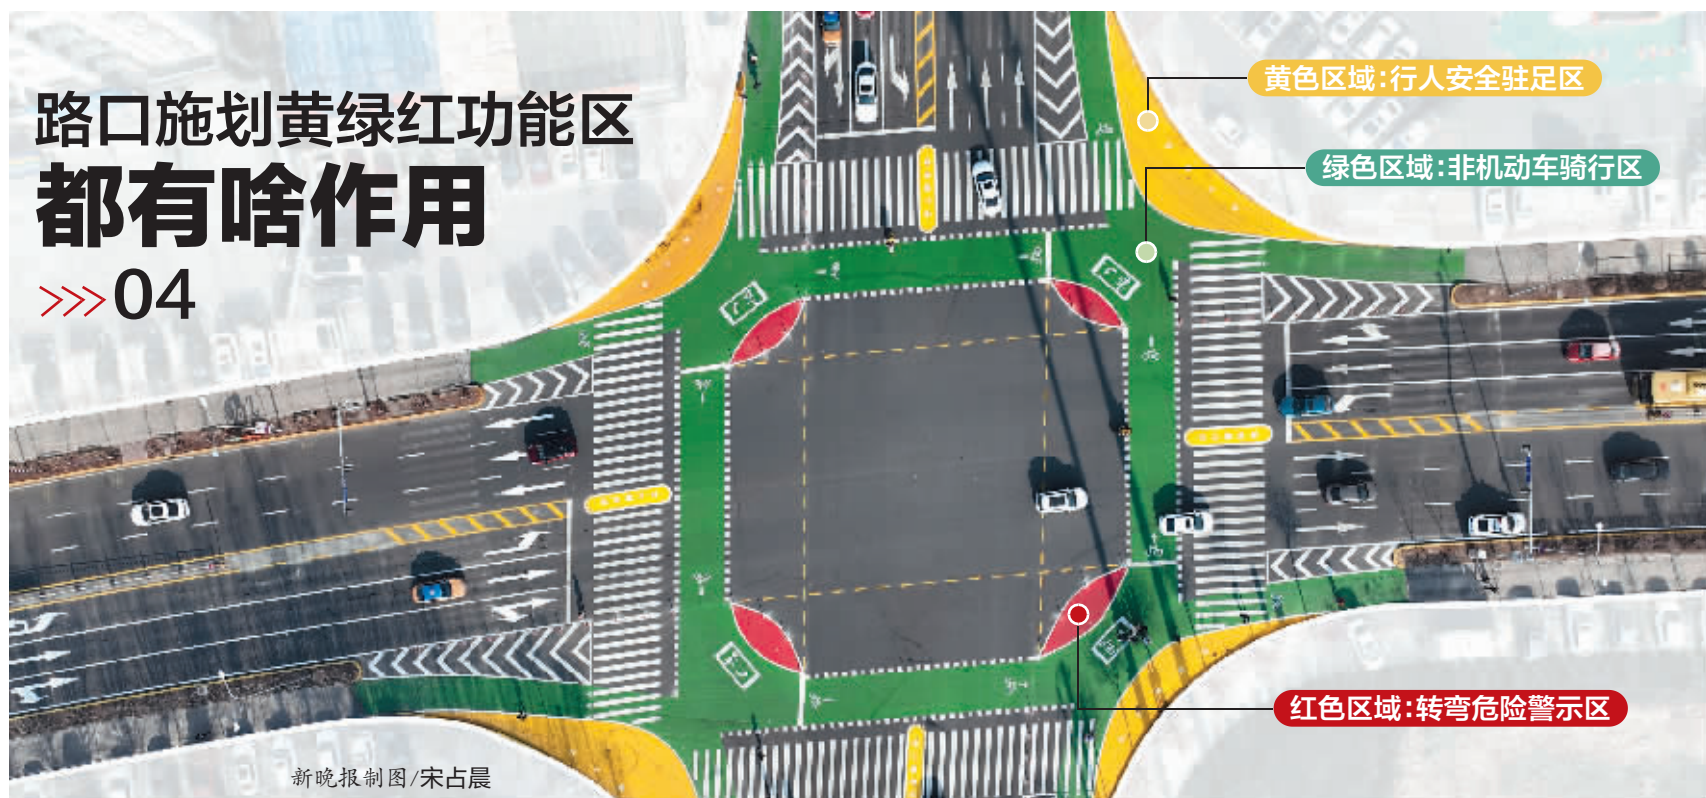 路口施划黄绿红功能区
都有啥作用
>>>04
黄色区域：行人安全驻足区
绿色区域：非机动车骑行区
红色区域：转弯危险警示区
新晚报制图/宋占晨